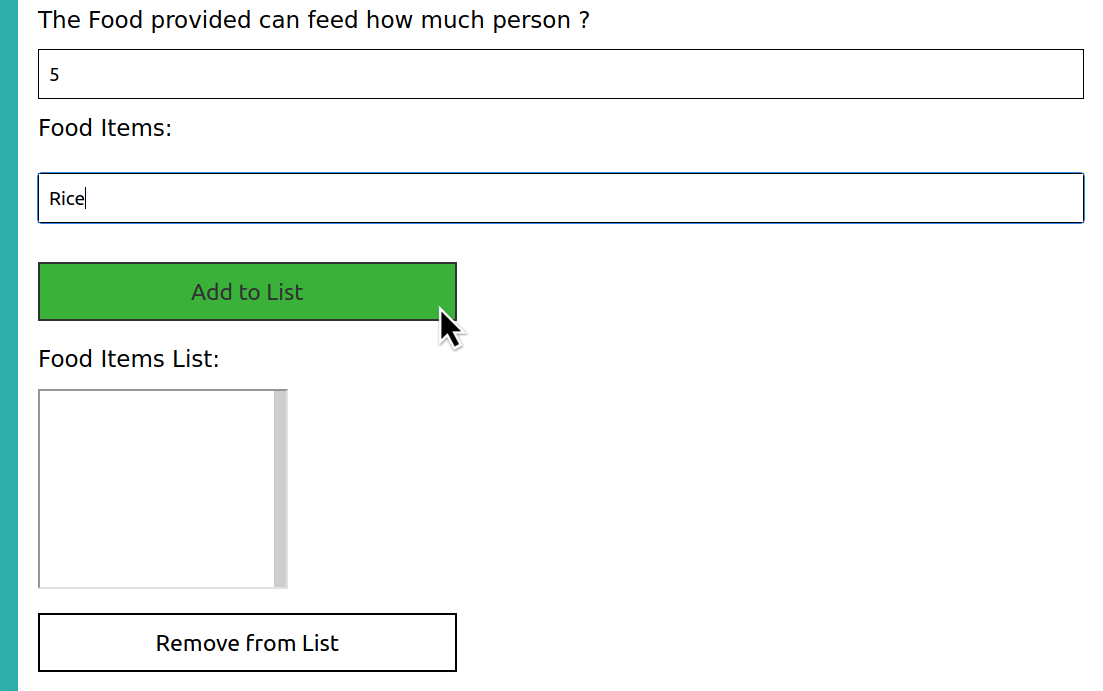 The Food provided can feed how much person ?
5
Food Items:
Rice
Add to List
Food Items List:
Remove from List